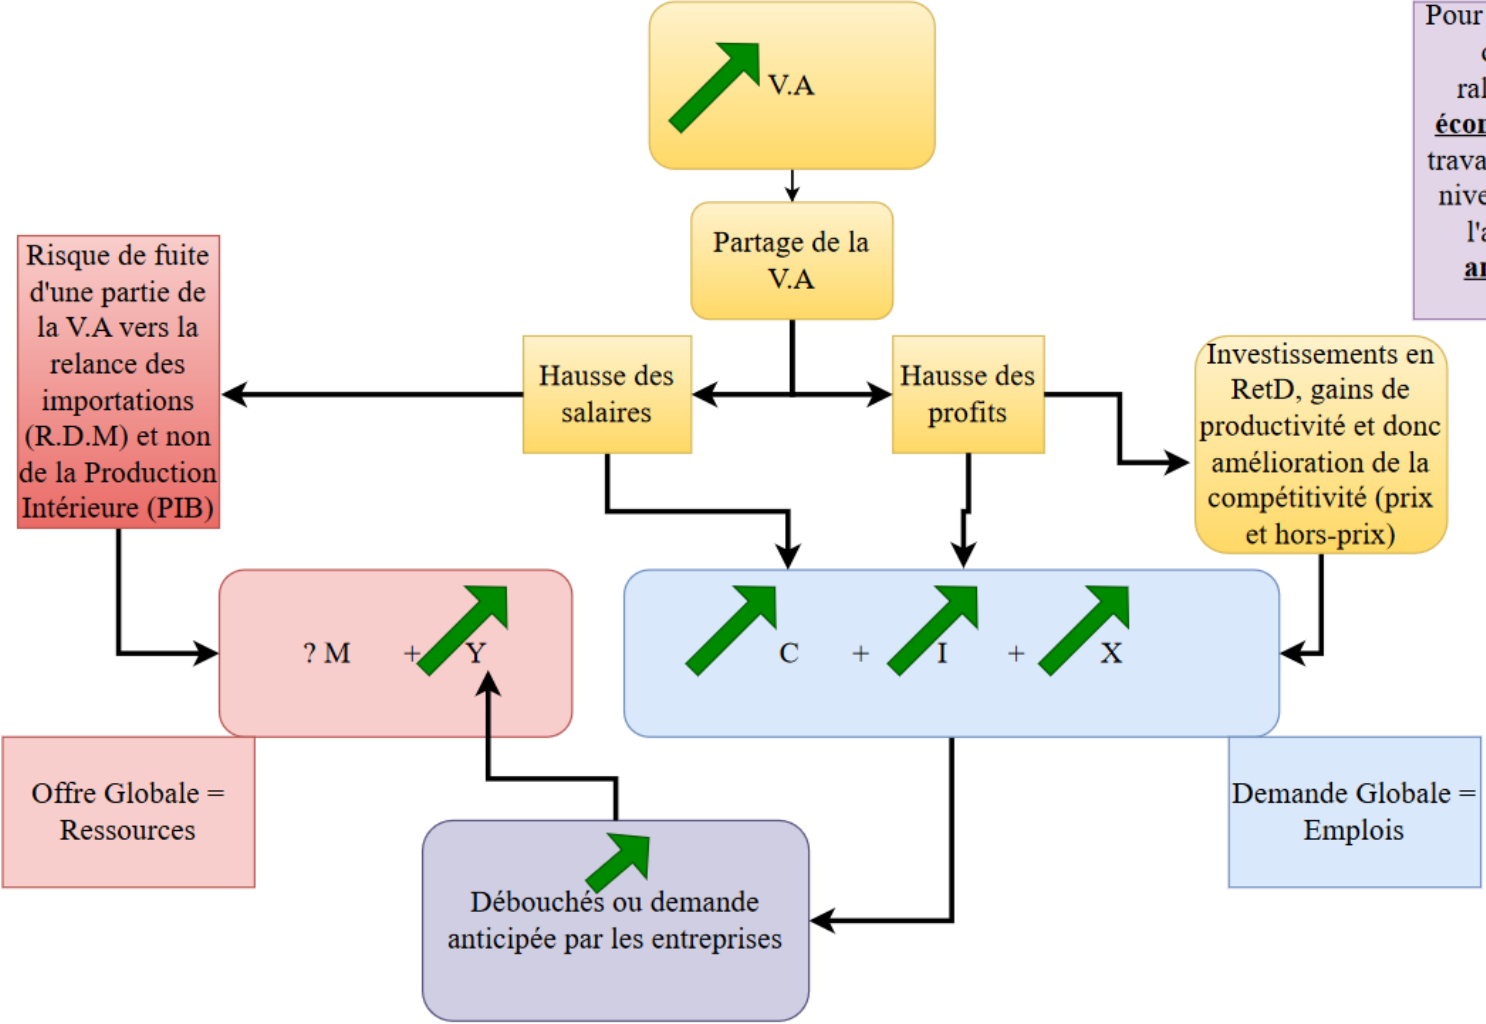 V.A
Partage de la
V.A
Pour
écon
trava
nive
Risque de fuite
d'une partie de
la V.A vers la
relance des
importations
(R.D.M) et non
de la Production
Intérieure (PIB)
Hausse des
salaires
Hausse des
profits
Investissements en
RetD, gains de
productivité et donc
amélioration de la
compétitivité (prix
et hors-prix)
? M + Y
C + I + X
Offre Globale =
Ressources
Demande Globale =
Emplois
Débouchés ou demande
anticipée par les entreprises